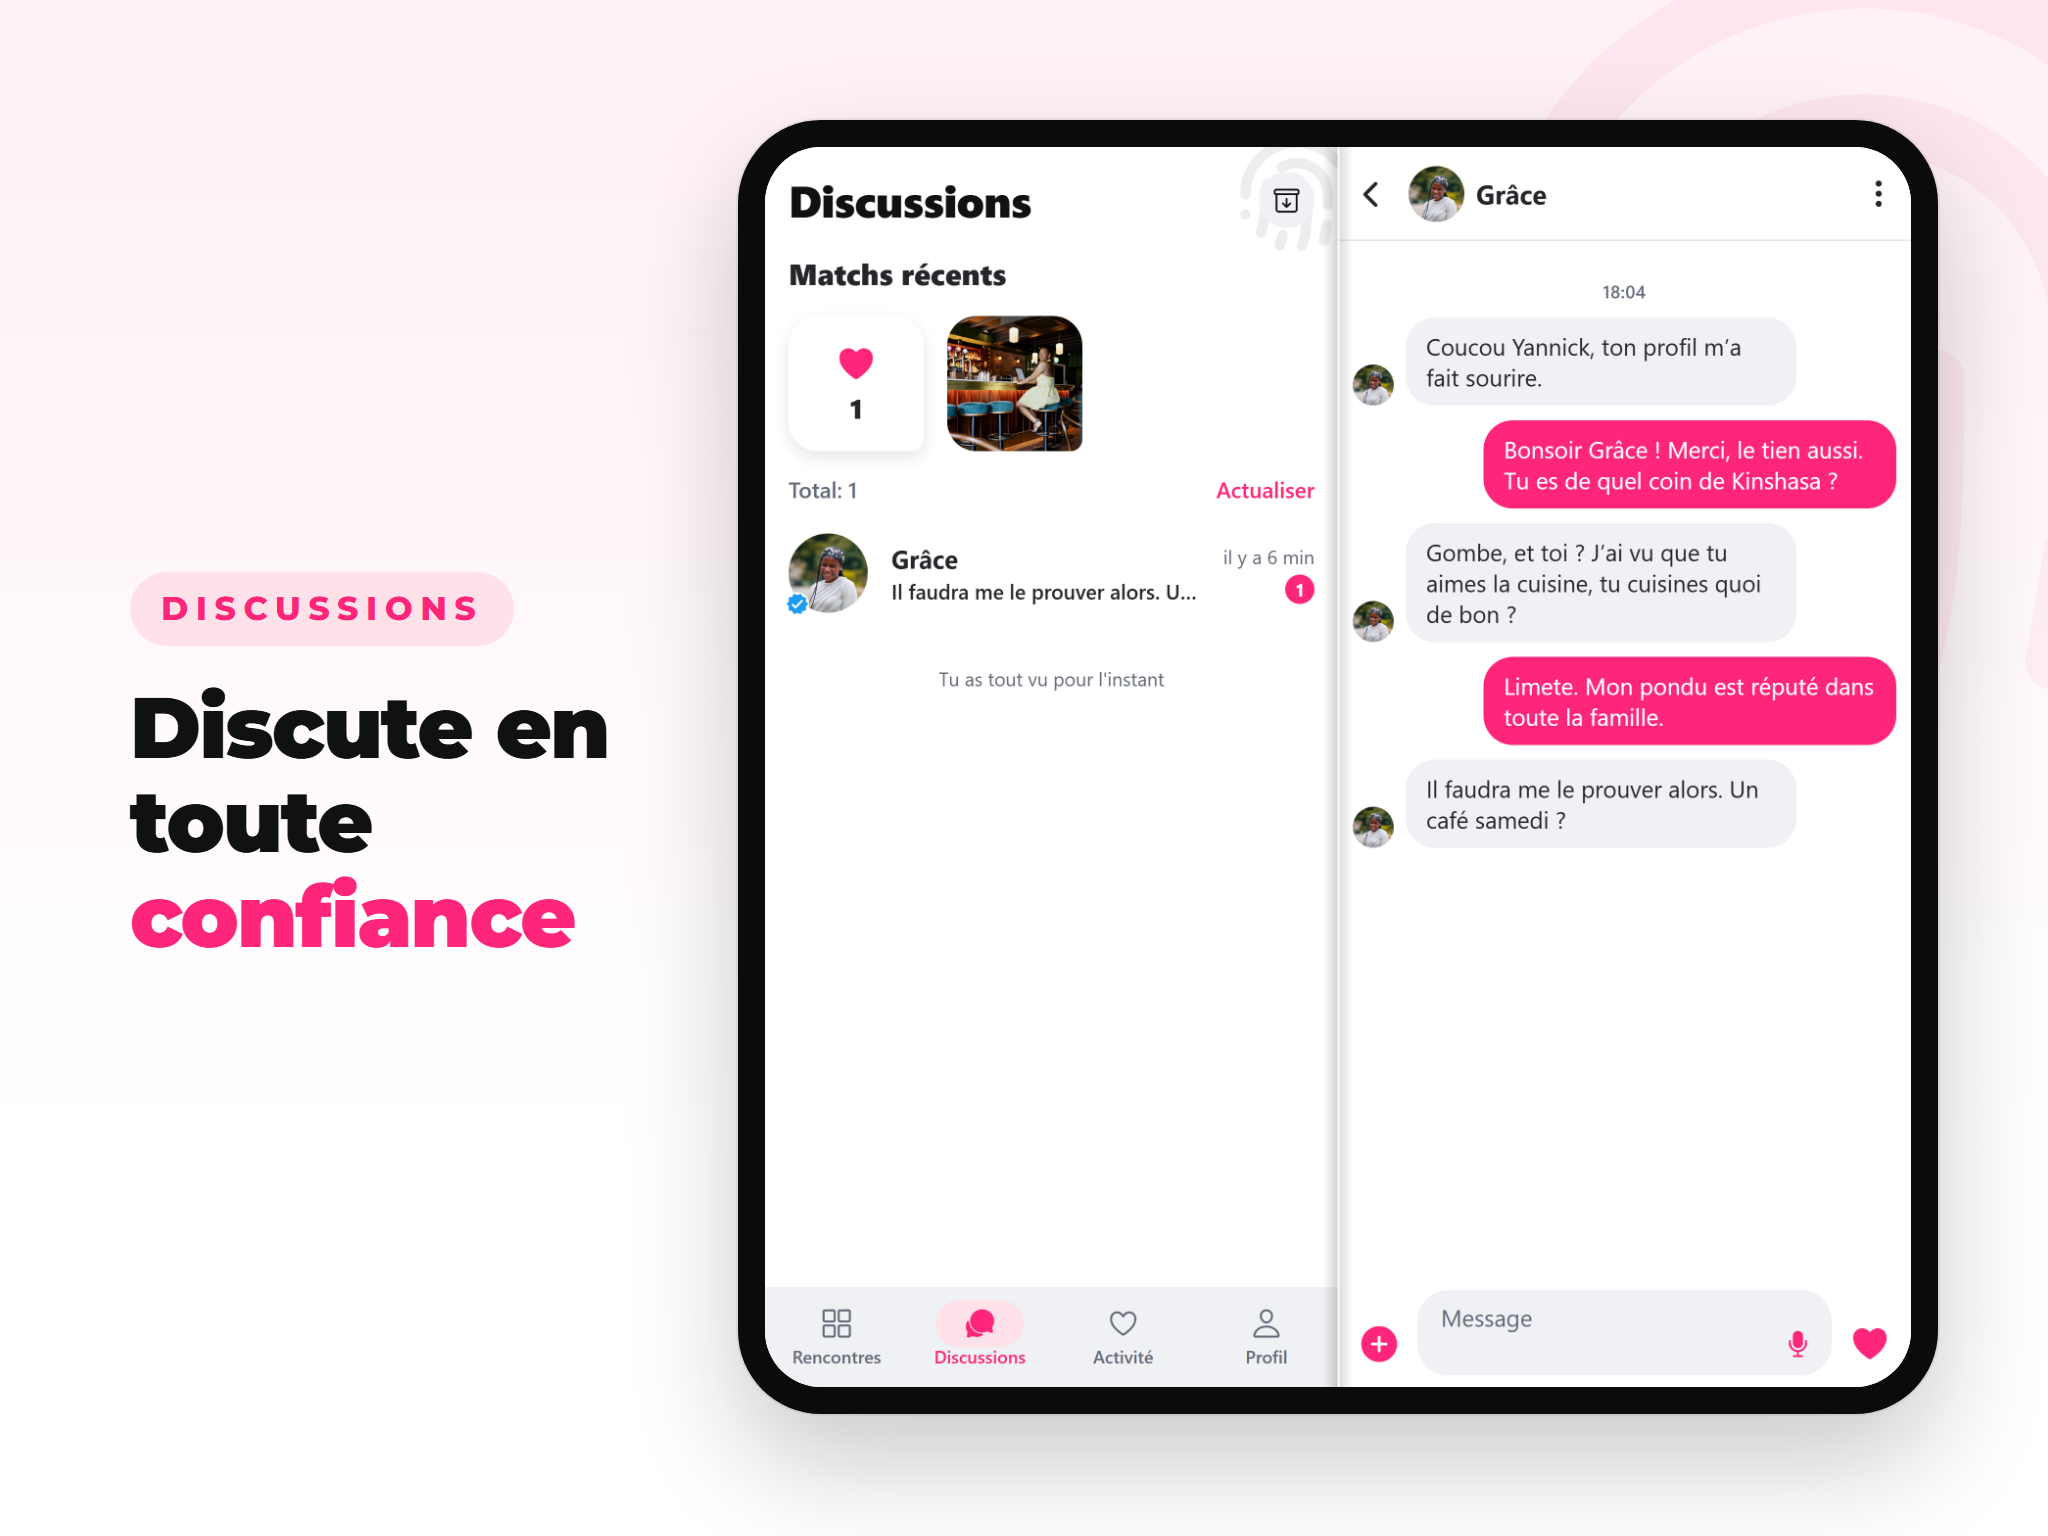 DISCUSSIONS
Discute en
toute
confiance
Discussions
Matchs récents
1
Total: 1
Actualiser
Grâce
il y a 6 min
Il faudra me le prouver alors. U...
1
Tu as tout vu pour l'instant
Rencontres
Discussions
Activité
Profil
Grâce
18:04
Coucou Yannick, ton profil m’a
fait sourire.
Bonsoir Grâce ! Merci, le tien aussi.
Tu es de quel coin de Kinshasa ?
Gombe, et toi ? J’ai vu que tu
aimes la cuisine, tu cuisines quoi
de bon ?
Limete. Mon pondu est réputé dans
toute la famille.
Il faudra me le prouver alors. Un
café samedi ?
Message